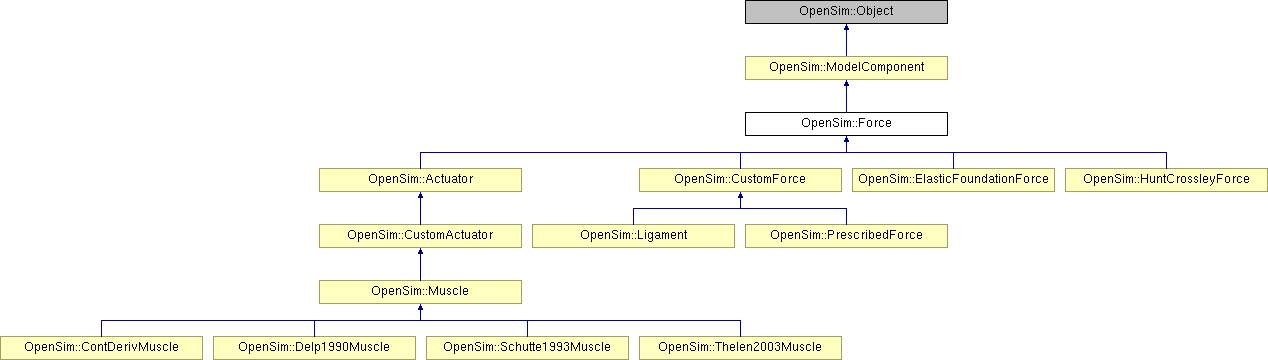 OpenSim::Object
OpenSim::ModelComponent
OpenSim::Force
OpenSim::Actuator
OpenSim::CustomForce
OpenSim::ElasticFoundationForce
OpenSim::HuntCrossleyForce
OpenSim::CustomActuator
OpenSim::Ligament
OpenSim::PrescribedForce
OpenSim::Muscle
OpenSim::ContDerivMuscle
OpenSim::Delp1990Muscle
OpenSim::Schutte1993Muscle
OpenSim::Thelen2003Muscle